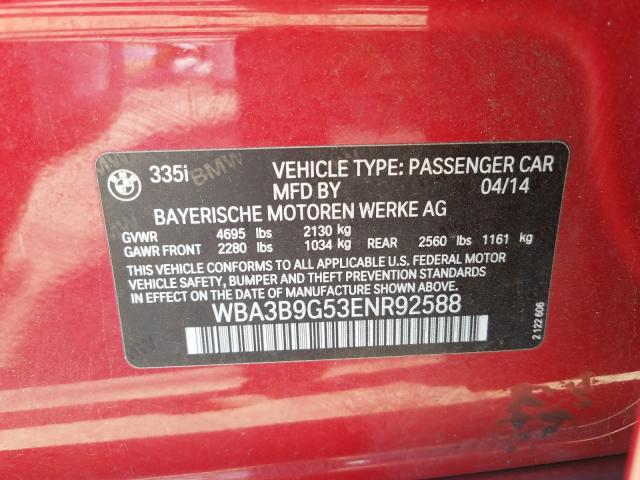 335i VEHICLE TYPE: PASSENGER CAR
MFD BY 04/14
BAYERISCHE MOTOREN WERKE AG
GVWR 4695 lbs 2130 kg
GAWR FRONT 2280 lbs 1034 kg REAR 2560 lbs 1161 kg
THIS VEHICLE CONFORMS TO ALL APPLICABLE U.S. FEDERAL MOTOR
VEHICLE SAFETY, BUMPER AND THEFT PREVENTION STANDARDS
IN EFFECT ON THE DATE OF MANUFACTURE SHOWN ABOVE.
WBA3B9G53ENR92588
2 122 606
BMW
BMW